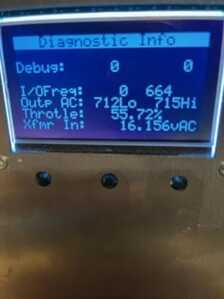 Diagnostic Info
Debug: 0 0
I/OFreq: 0 664
Outp AC: 712Lo 715Hi
Throtle: 55.72%
Xfmr In: 16.156vAC